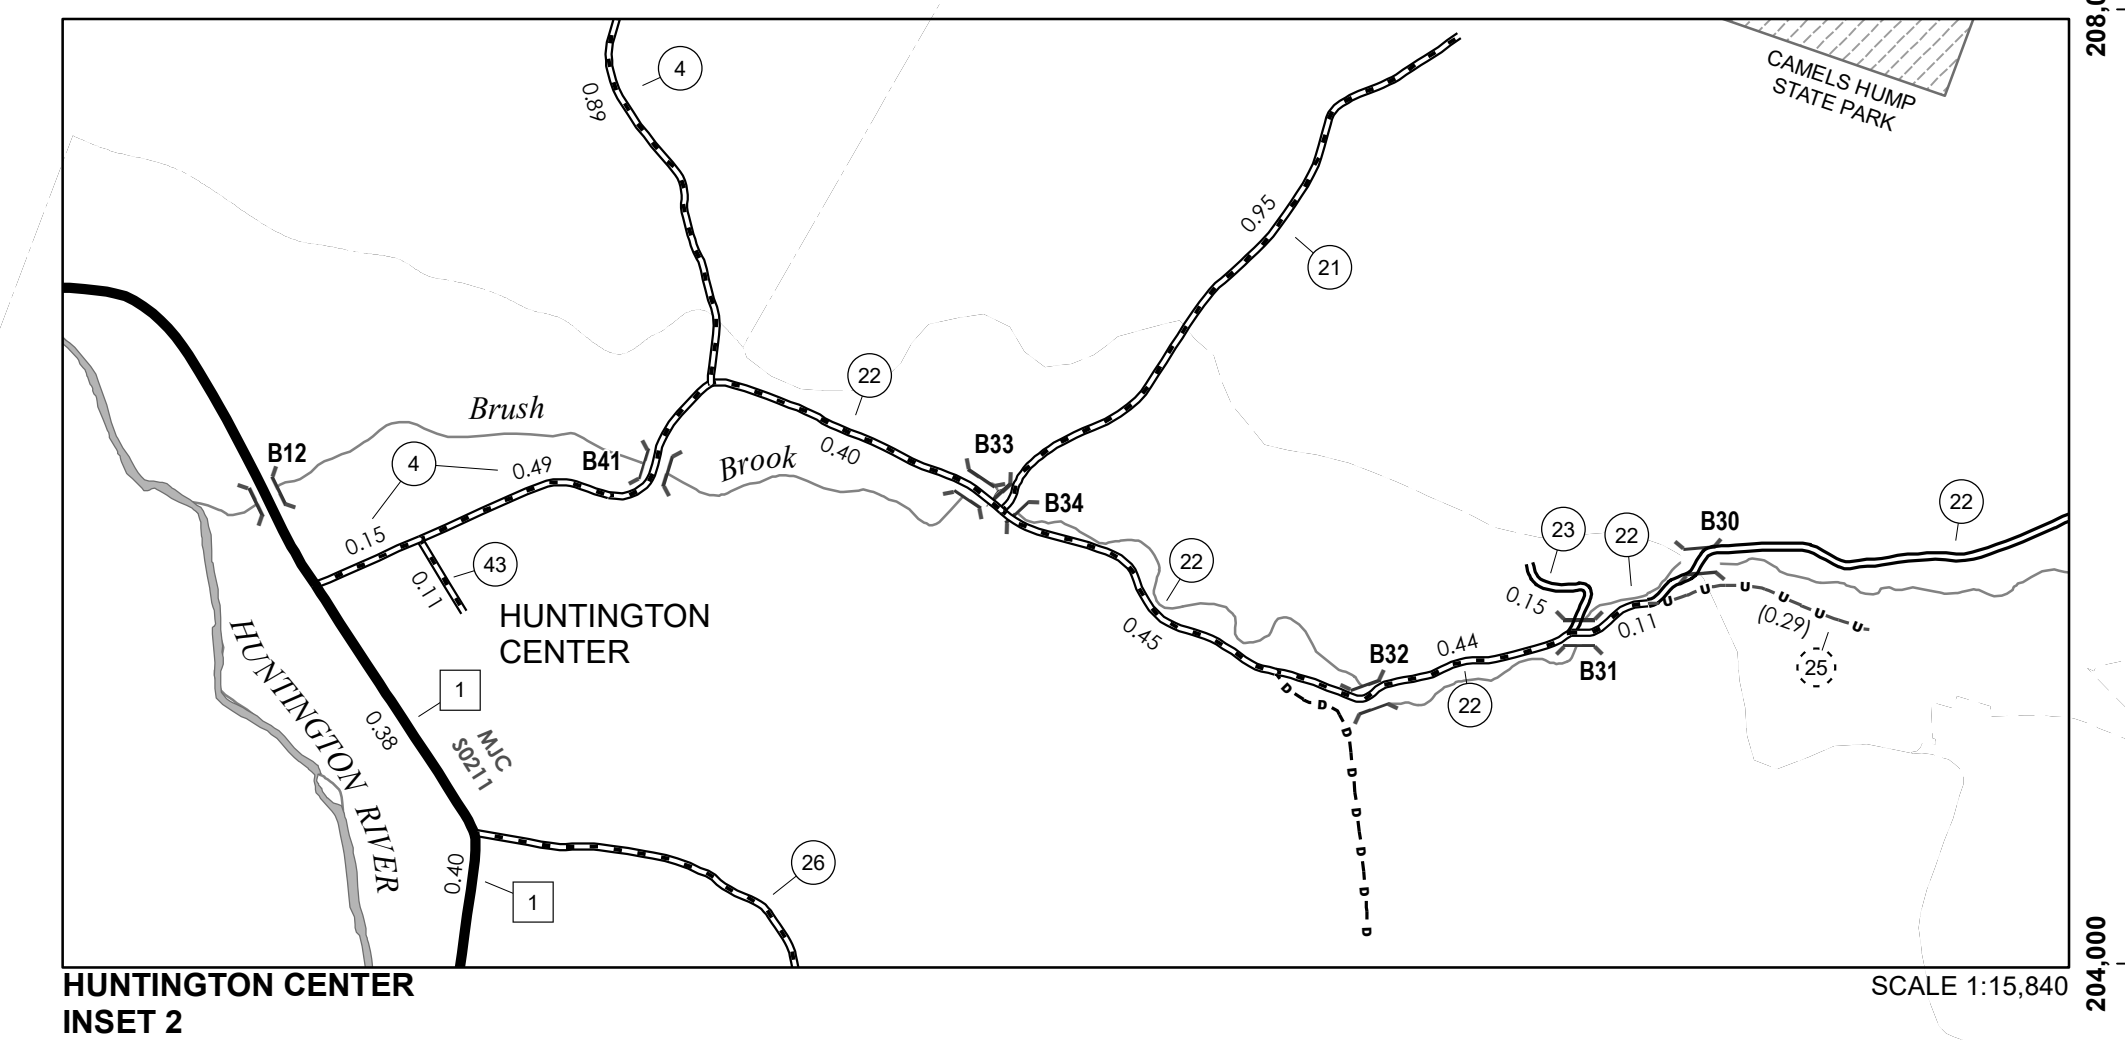 208,0
CAMELS HUMP
STATE PARK
4
0.89
0.95
21
22
Brush
0.40
B33
B12
4
0.49
B41
Brook
B34
22
23
22
B30
0.15
43
0.11
22
0.15
0.11
U U U U U U
(0.29)
HUNTINGTON
CENTER
0.45
B32
0.44
B31
25
HUNTINGTON RIVER
1
22
0.38
MJC
S0211
D D D D D D D D
0.40
26
1
HUNTINGTON CENTER
INSET 2
SCALE 1:15,840
204,000